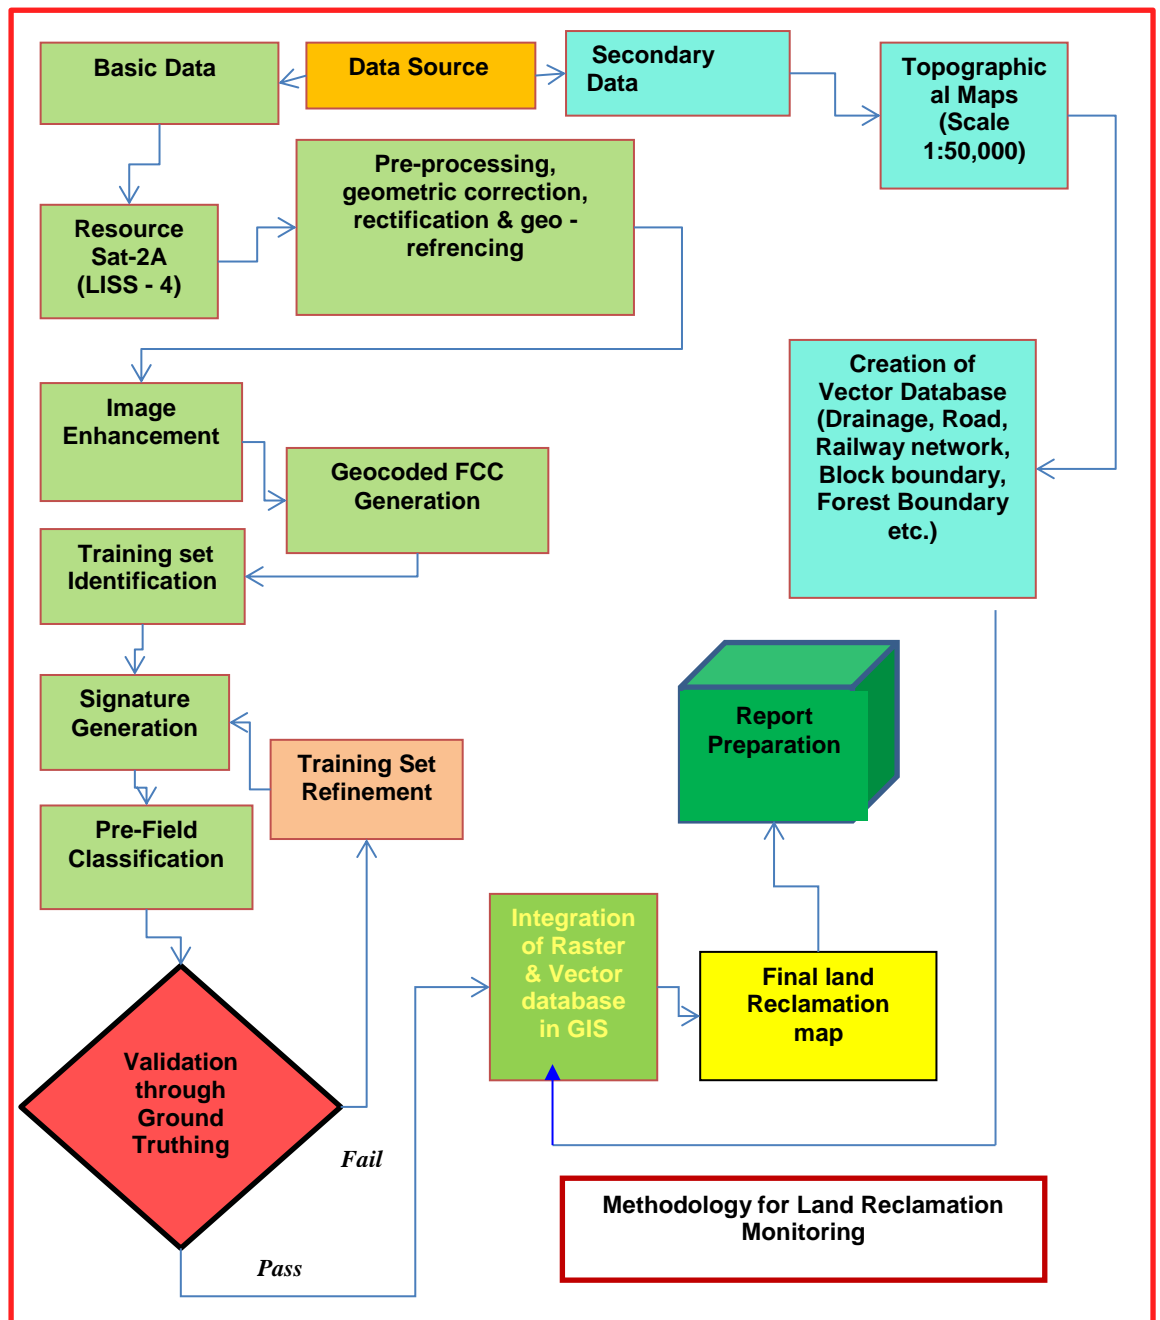 Basic Data
Data Source
Secondary
Data
Topographic
al Maps
(Scale
1:50,000)
Pre-processing,
geometric correction,
rectification & geo -
refrencing
Resource
Sat-2A
(LISS - 4)
Creation of
Vector Database
(Drainage, Road,
Railway network,
Block boundary,
Forest Boundary
etc.)
Image
Enhancement
Geocoded FCC
Generation
Training set
Identification
Signature
Generation
Training Set
Refinement
Report
Preparation
Pre-Field
Classification
Integration
of Raster
& Vector
database
in GIS
Final land
Reclamation
map
Validation
through
Ground
Truthing
Fail
Pass
Methodology for Land Reclamation
Monitoring